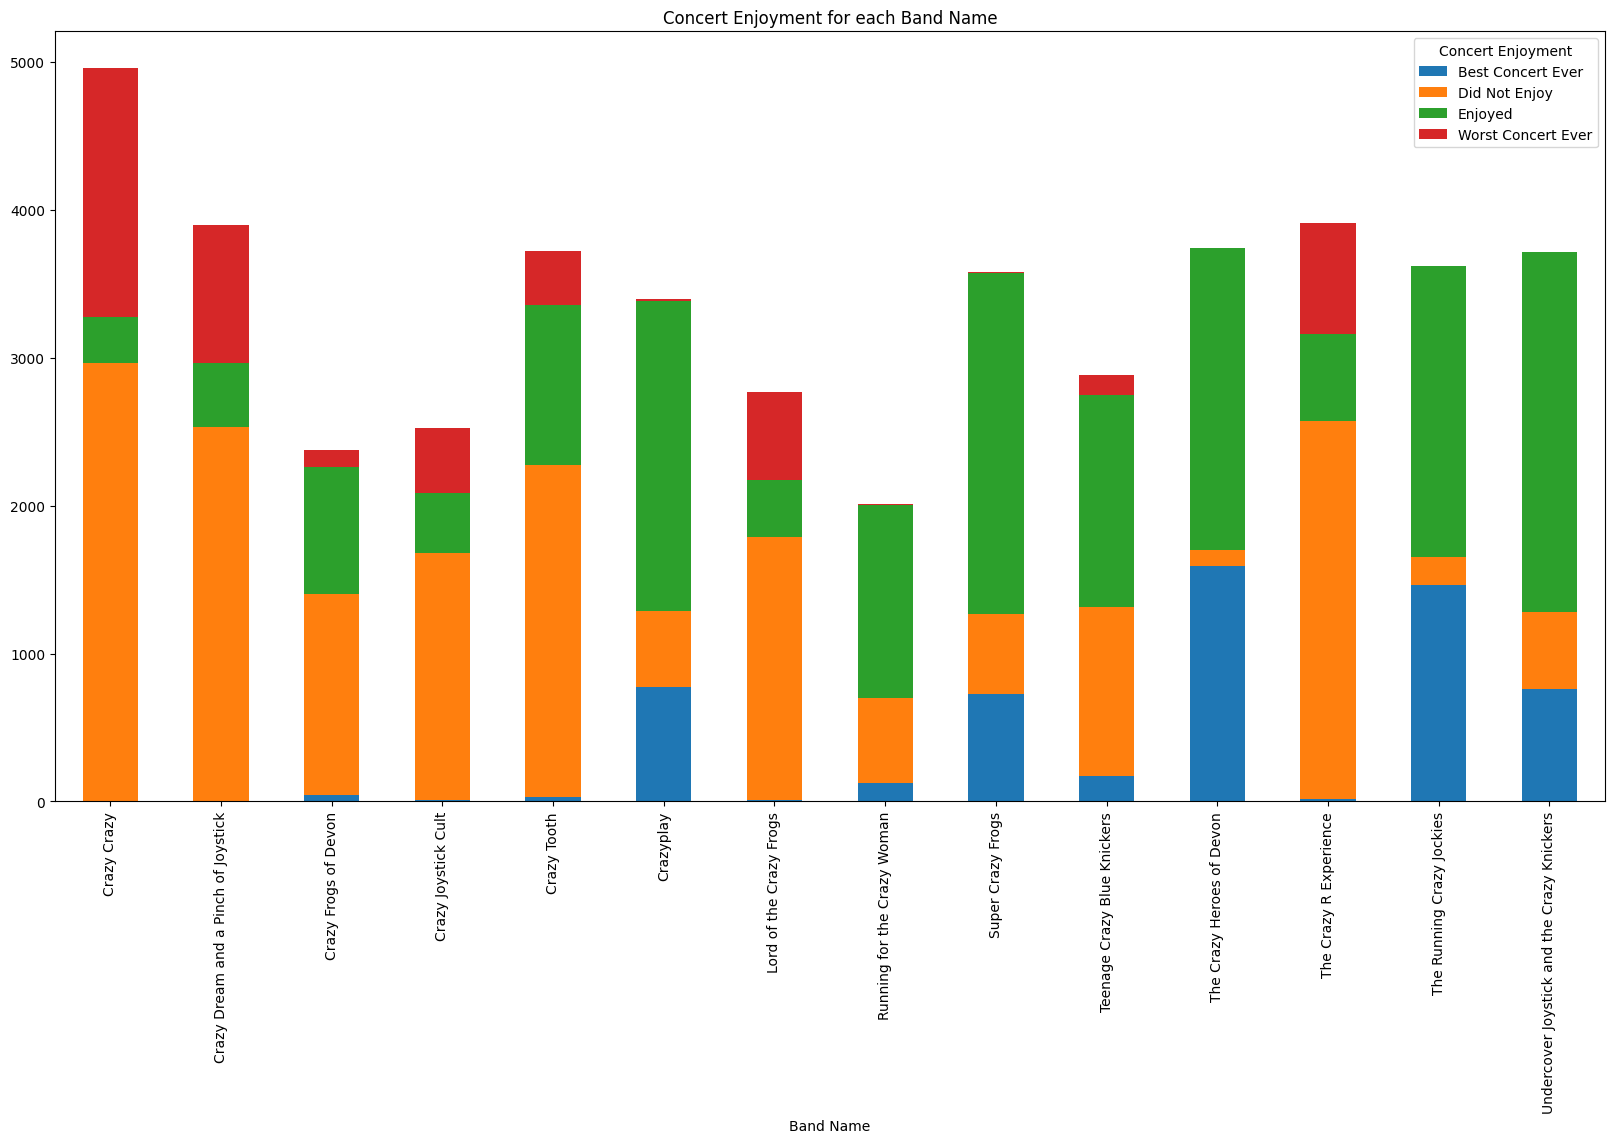 Concert Enjoyment for each Band Name
Concert Enjoyment
Best Concert Ever
Did Not Enjoy
Enjoyed
Worst Concert Ever
5000
4000
3000
2000
1000
0
Crazy Crazy
Crazy Dream and a Pinch of Joystick
Crazy Frogs of Devon
Crazy Joystick Cult
Crazy Tooth
Crazyplay
Lord of the Crazy Frogs
Running for the Crazy Woman
Super Crazy Frogs
Teenage Crazy Blue Knickers
The Crazy Heroes of Devon
The Crazy R Experience
The Running Crazy Jockies
Undercover Joystick and the Crazy Knickers
Band Name